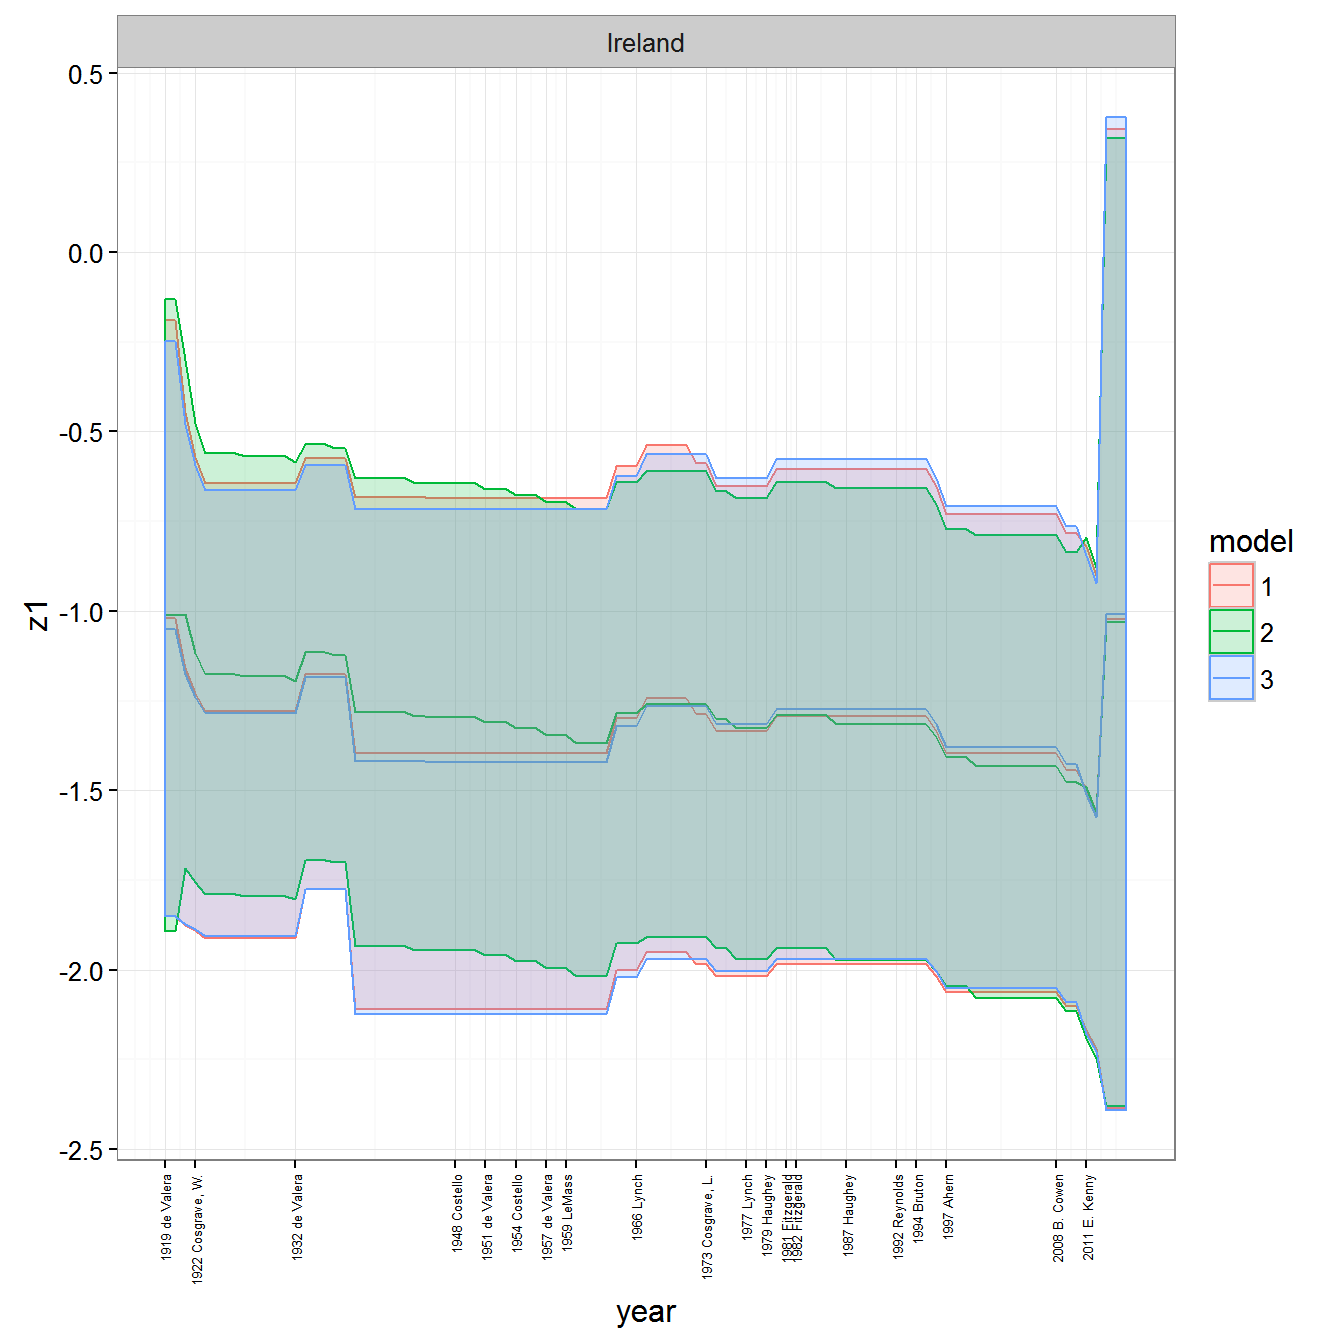 Ireland
0.5
0.0
-0.5
-1.0
-1.5
-2.0
-2.5
z1
1919 de Valera
1922 Cosgrave, W.
1932 de Valera
1948 Costello
1951 de Valera
1954 Costello
1957 de Valera
1959 LeMass
1966 Lynch
1973 Cosgrave, L.
1977 Lynch
1979 Haughey
1981 Fitzgerald
1982 Fitzgerald
1987 Haughey
1992 Reynolds
1994 Bruton
1997 Ahern
2008 B. Cowen
2011 E. Kenny
year
model
1
2
3